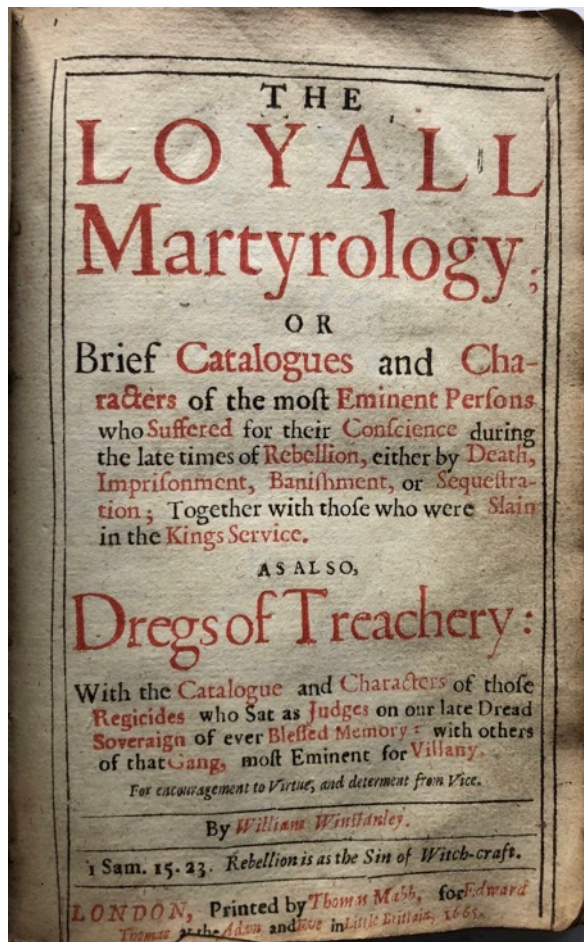 THE
LOYALL
Martyrology;
OR
Brief Catalogues and Cha-
racters of the moſt Eminent Perſons
who Suffered for their Conſcience during
the late times of Rebellion, either by Death,
Impriſonment, Baniſhment, or Sequeſtra-
tion; Together with thoſe who were Slain
in the Kings Service.
AS ALSO,
Dregs of Treachery:
With the Catalogue and Characters of thoſe
Regicides who Sat as Judges on our late Dread
Soveraign of ever Bleſſed Memory: with others
of that Gang, moſt Eminent for Villany.
For encouragement to Virtue, and determent from Vice.
By William Winſtanley.
1 Sam. 15. 23. Rebellion is as the Sin of Witch-craft.
LONDON, Printed by Thomas Mabb, for Edward
Thomas at the Adam and Eve in Little Brittain, 1665.